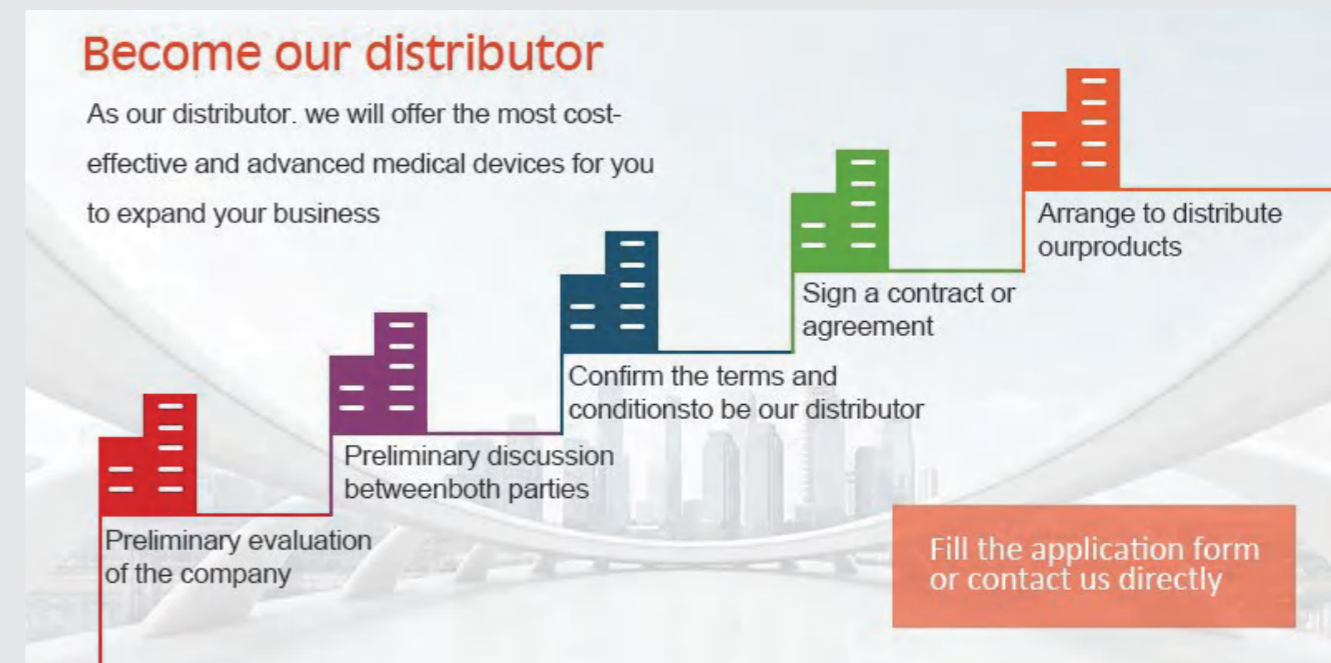 Become our distributor
As our distributor. we will offer the most cost-
effective and advanced medical devices for you
to expand your business
Preliminary evaluation
of the company
Preliminary discussion
betweenboth parties
Confirm the terms and
conditionsto be our distributor
Sign a contract or
agreement
Arrange to distribute
ourproducts
Fill the application form
or contact us directly